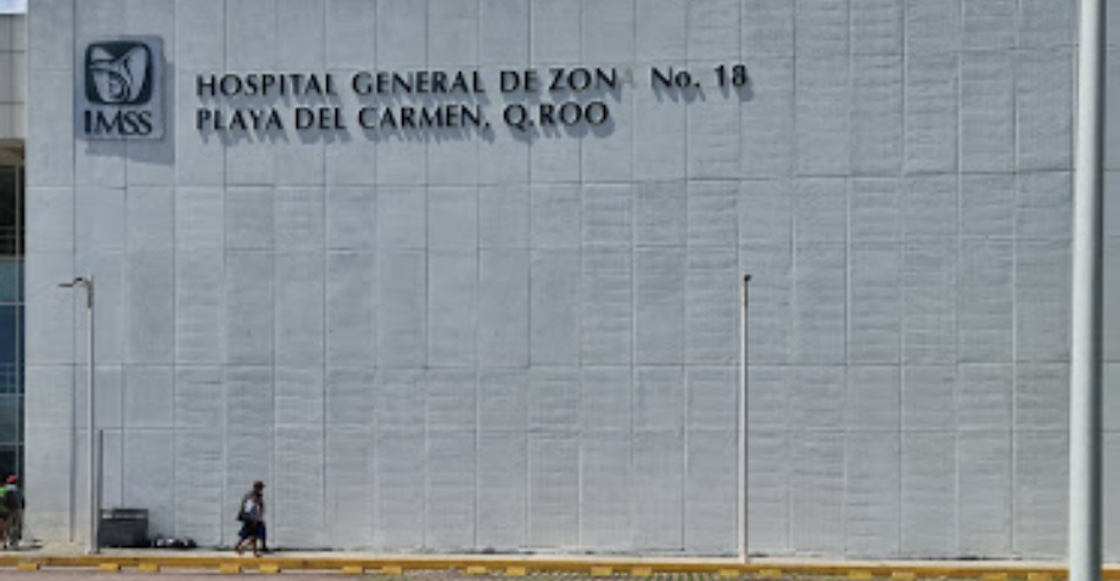 IMSS
HOSPITAL GENERAL DE ZONA No. 18
PLAYA DEL CARMEN, Q.ROO